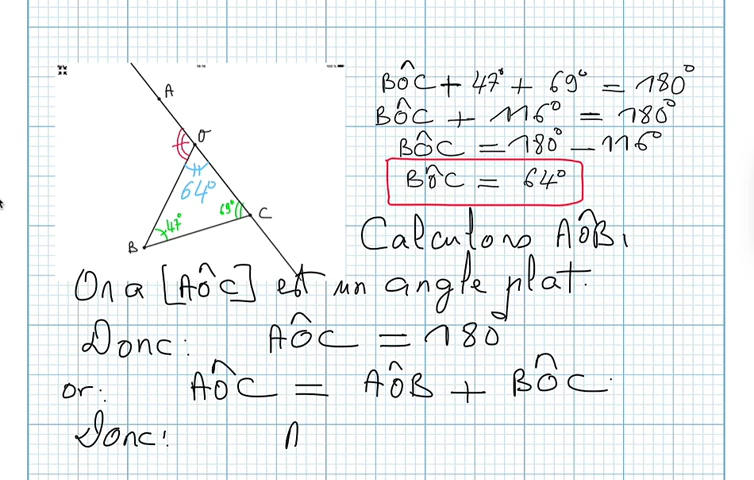 A
O
64°
47°
69°
B
C
BÔC + 47° + 69° = 180°
BÔC + 116° = 180°
BÔC = 180° - 116°
BÔC = 64°
Calculons AÔB,
On a [AÔC] est un angle plat.
Donc: AÔC = 180
or: AÔC = AÔB + BÔC.
Donc: